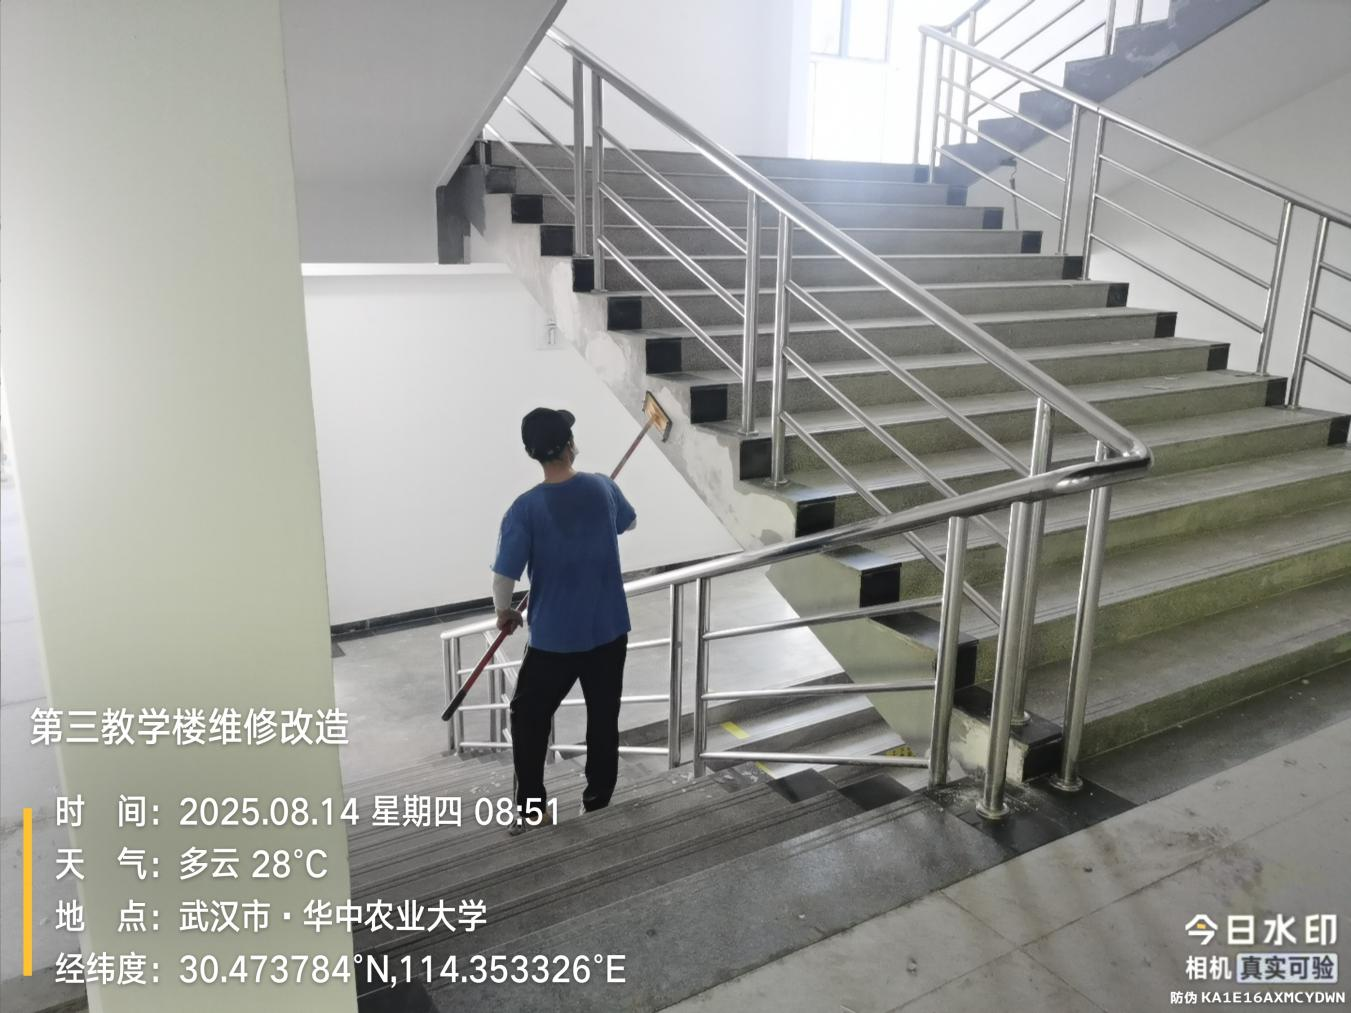 第三教学楼维修改造
时 间：2025.08.14 星期四 08:51
天 气：多云 28°C
地 点：武汉市·华中农业大学
经纬度：30.473784°N,114.353326°E
今日水印
相机 真实可验
防伪 KA1E16AXMCYDWN